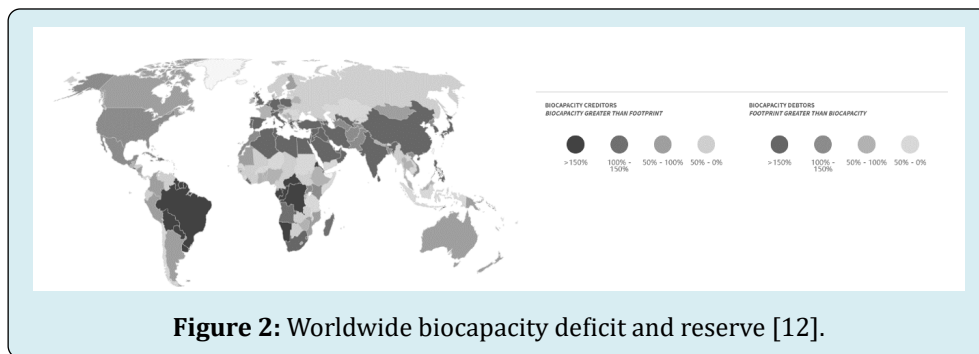 BIOCAPACITY CREDITORS
BIOCAPACITY GREATER THAN FOOTPRINT
>150%
100% -
150%
50% - 100%
50% - 0%
BIOCAPACITY DEBTORS
FOOTPRINT GREATER THAN BIOCAPACITY
>150%
100% -
150%
50% - 100%
50% - 0%
Figure 2: Worldwide biocapacity deficit and reserve [12].